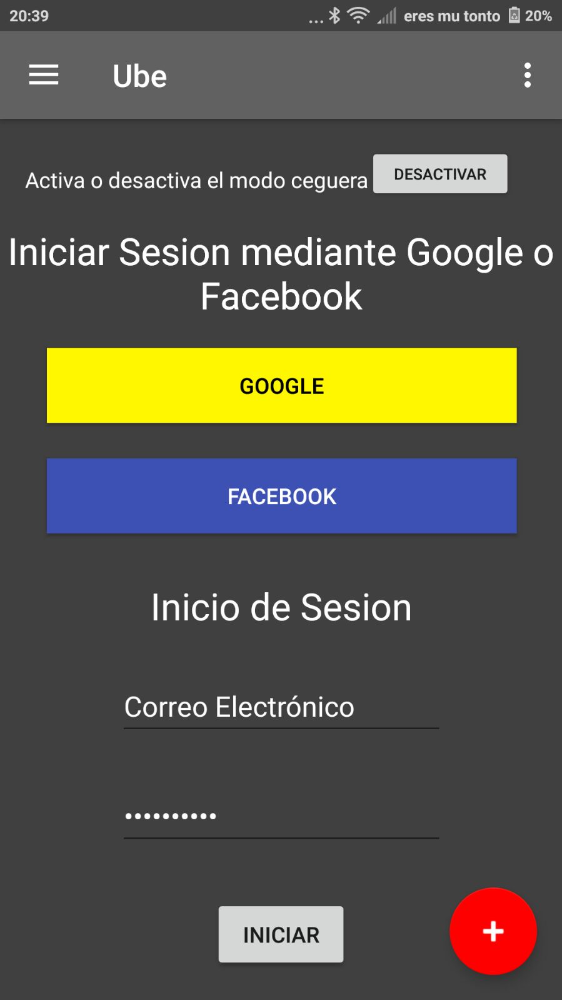 20:39 ... eres mu tonto 20%
Ube
Activa o desactiva el modo ceguera DESACTIVAR
Iniciar Sesion mediante Google o
Facebook
GOOGLE
FACEBOOK
Inicio de Sesion
Correo Electrónico
••••••••••
INICIAR +